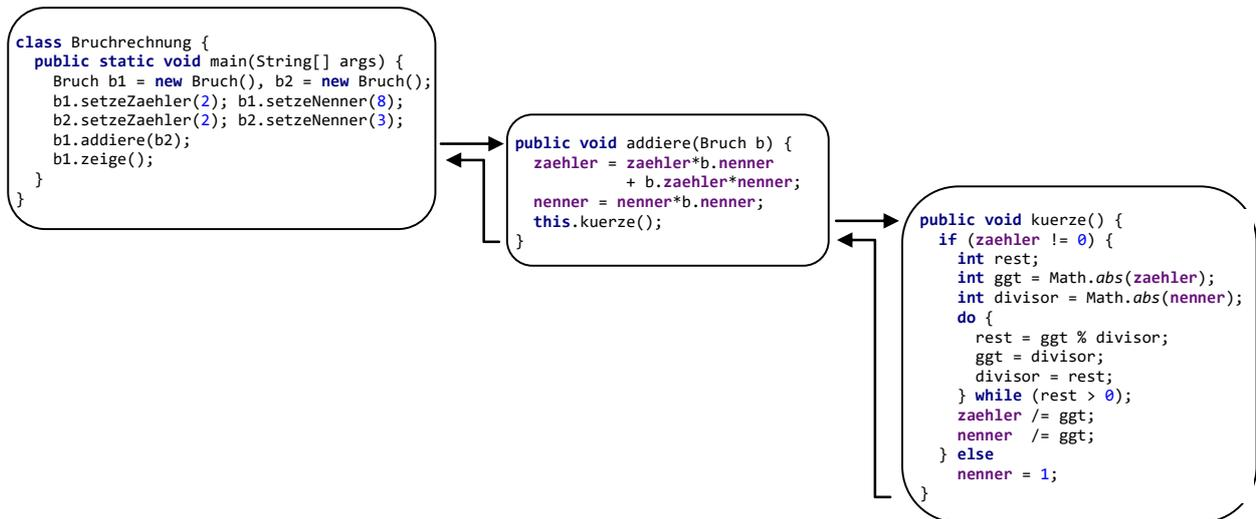 class Bruchrechnung {
  public static void main(String[] args) {
    Bruch b1 = new Bruch(), b2 = new Bruch();
    b1.setzeZaehler(2); b1.setzeNenner(8);
    b2.setzeZaehler(2); b2.setzeNenner(3);
    b1.addiere(b2);
    b1.zeige();
  }
}
public void addiere(Bruch b) {
  zaehler = zaehler*b.nenner
            + b.zaehler*nenner;
  nenner = nenner*b.nenner;
  this.kuerze();
}
public void kuerze() {
  if (zaehler != 0) {
    int rest;
    int ggt = Math.abs(zaehler);
    int divisor = Math.abs(nenner);
    do {
      rest = ggt % divisor;
      ggt = divisor;
      divisor = rest;
    } while (rest > 0);
    zaehler /= ggt;
    nenner  /= ggt;
  } else
    nenner = 1;
}